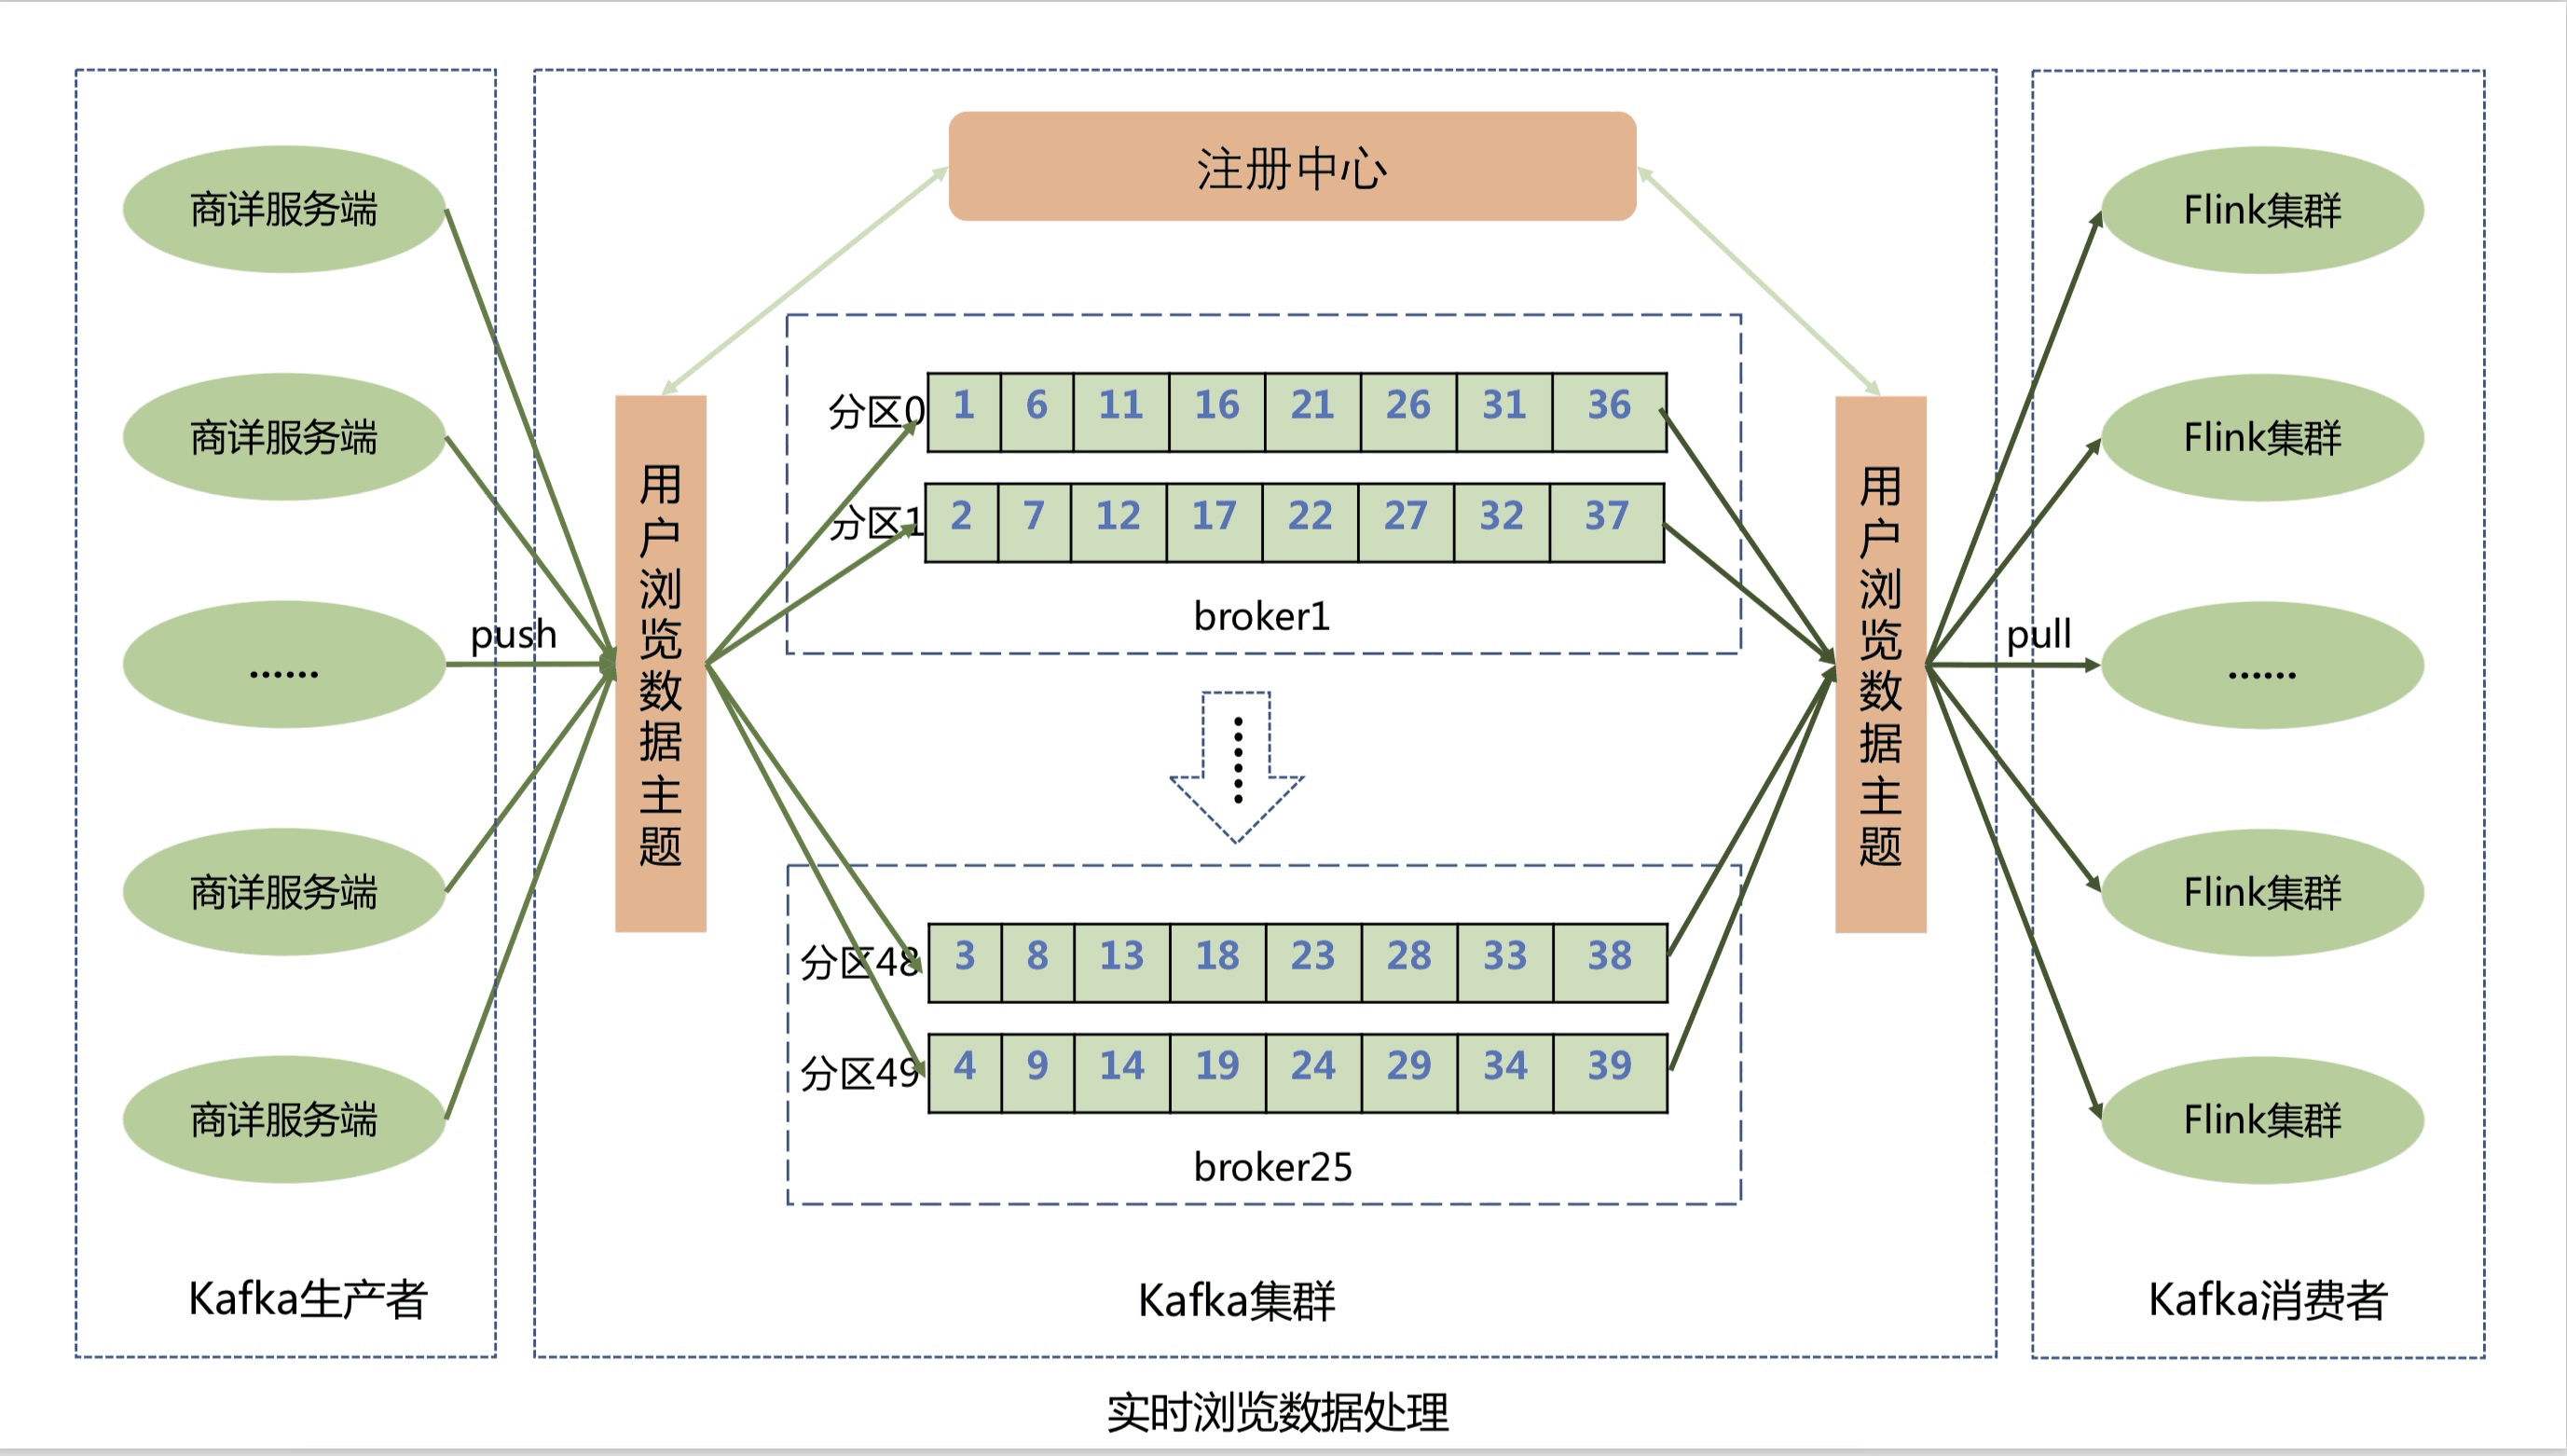 商详服务端
商详服务端
......
商详服务端
商详服务端
Kafka生产者
push
注册中心
用户浏览数据主题
分区0 1 6 11 16 21 26 31 36
分区1 2 7 12 17 22 27 32 37
broker1
......
分区48 3 8 13 18 23 28 33 38
分区49 4 9 14 19 24 29 34 39
broker25
Kafka集群
用户浏览数据主题
pull
Flink集群
Flink集群
......
Flink集群
Flink集群
Kafka消费者
实时浏览数据处理